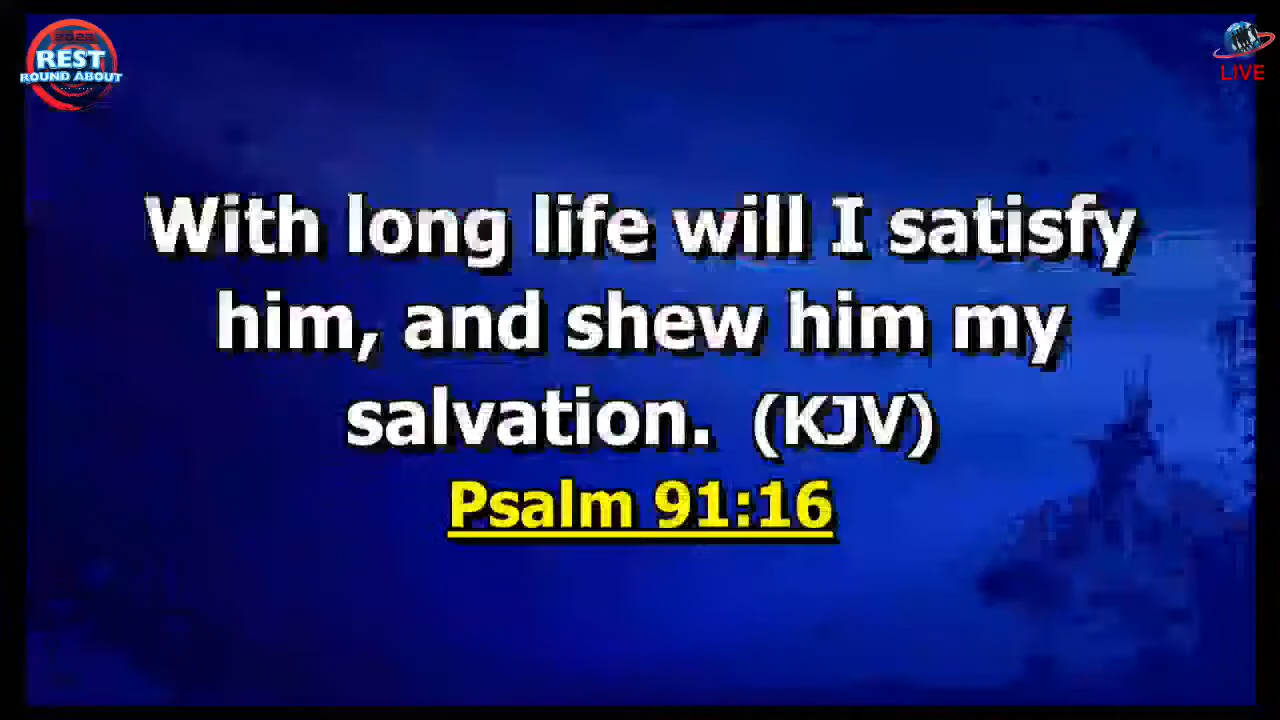 2022
REST
ROUND ABOUT
LIVE
With long life will I satisfy
him, and shew him my
salvation. (KJV)
Psalm 91:16